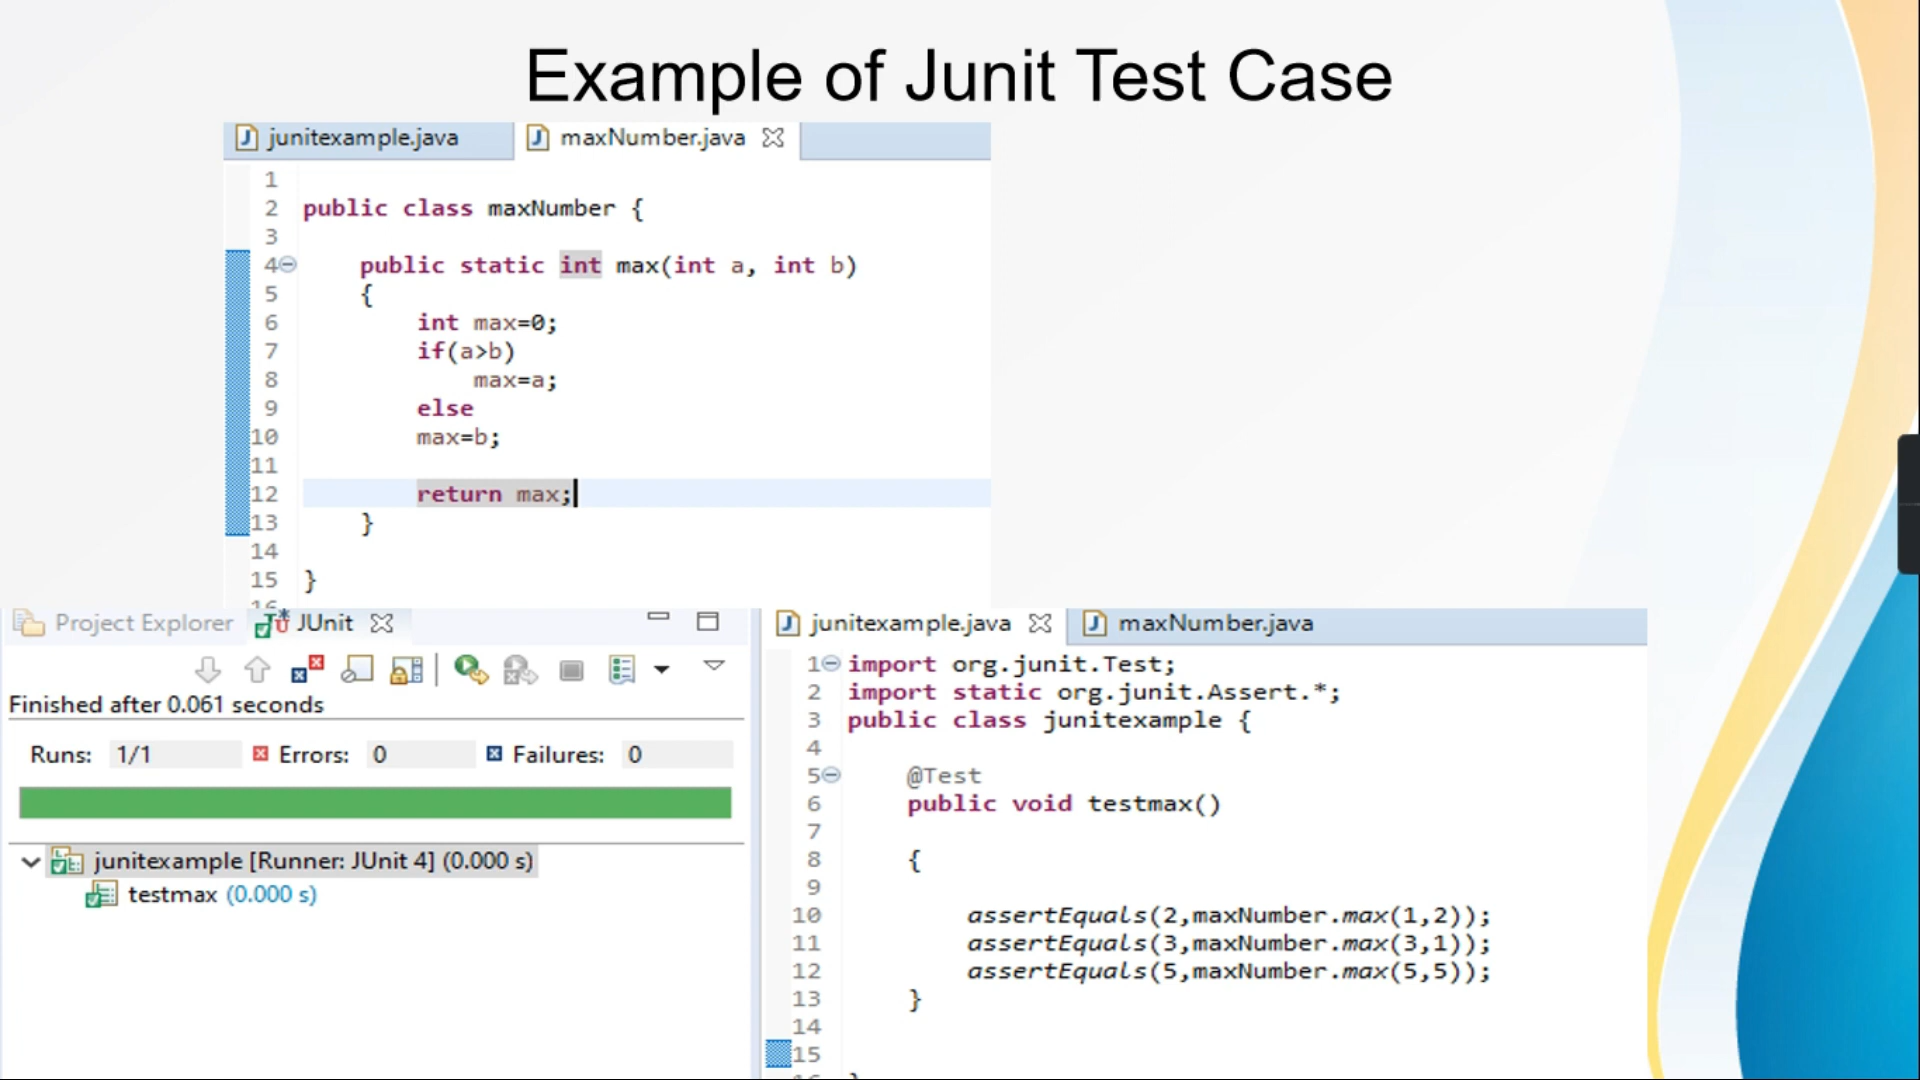 Example of Junit Test Case
junitexample.java maxNumber.java
1
2 public class maxNumber {
3
4 public static int max(int a, int b)
5 {
6 int max=0;
7 if(a>b)
8 max=a;
9 else
10 max=b;
11
12 return max;
13 }
14
15 }
16
Project Explorer JUnit
Finished after 0.061 seconds
Runs: 1/1 Errors: 0 Failures: 0
junitexample [Runner: JUnit 4] (0.000 s)
testmax (0.000 s)
junitexample.java maxNumber.java
1 import org.junit.Test;
2 import static org.junit.Assert.*;
3 public class junitexample {
4
5 @Test
6 public void testmax()
7
8 {
9
10 assertEquals(2,maxNumber.max(1,2));
11 assertEquals(3,maxNumber.max(3,1));
12 assertEquals(5,maxNumber.max(5,5));
13 }
14
15